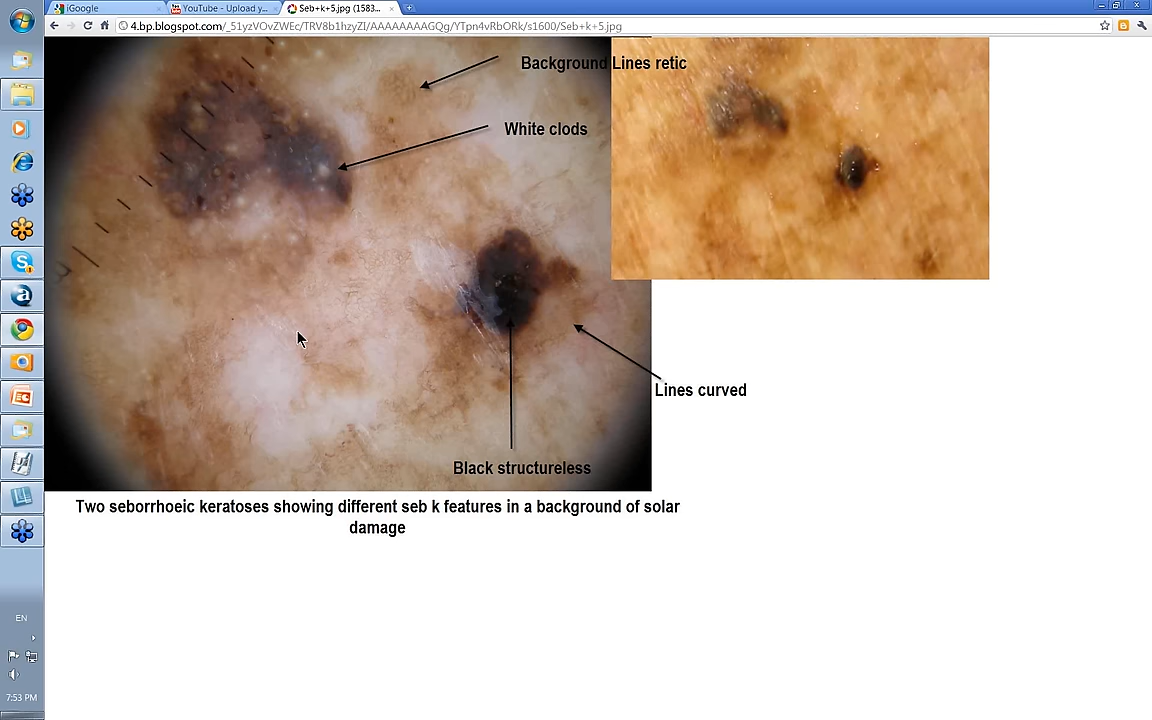 iGoogle
YouTube - Upload y...
Seb+k+5.jpg (1583...
4.bp.blogspot.com/_51yzVOvZWEc/TRV8b1hzyZI/AAAAAAAAGQg/YTpn4vRbORk/s1600/Seb+k+5.jpg
Background Lines retic
White clods
Lines curved
Black structureless
Two seborrhoeic keratoses showing different seb k features in a background of solar
damage
EN
7:53 PM